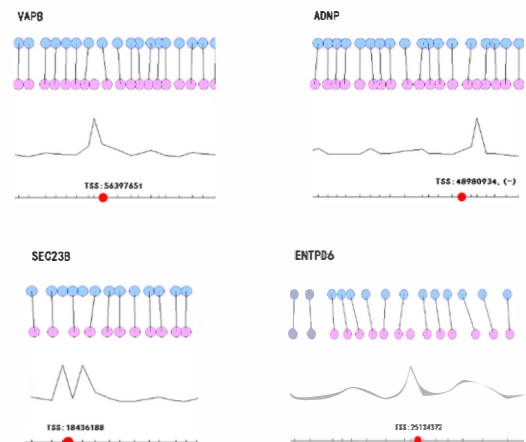 VAPB
ADNP
TSS:56397651
TSS:48980934, (-)
SEC23B
ENTPD6
TSS:18436188
TSS:25124372